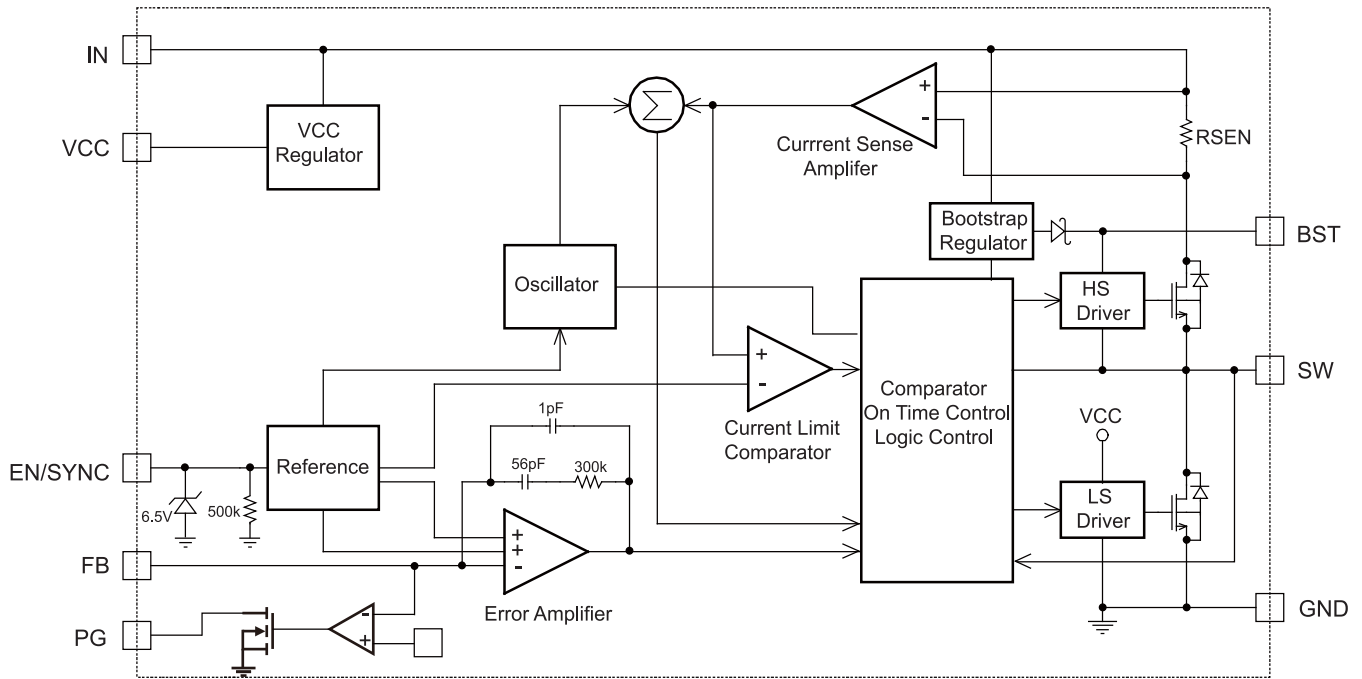 IN
VCC
VCC
Regulator
Σ
+
-
Currrent Sense
Amplifer
RSEN
Bootstrap
Regulator
BST
Oscillator
HS
Driver
SW
+
-
Current Limit
Comparator
Comparator
On Time Control
Logic Control
VCC
LS
Driver
GND
EN/SYNC
6.5V
500k
Reference
1pF
56pF
300k
+
+
-
Error Amplifier
FB
PG
-
+